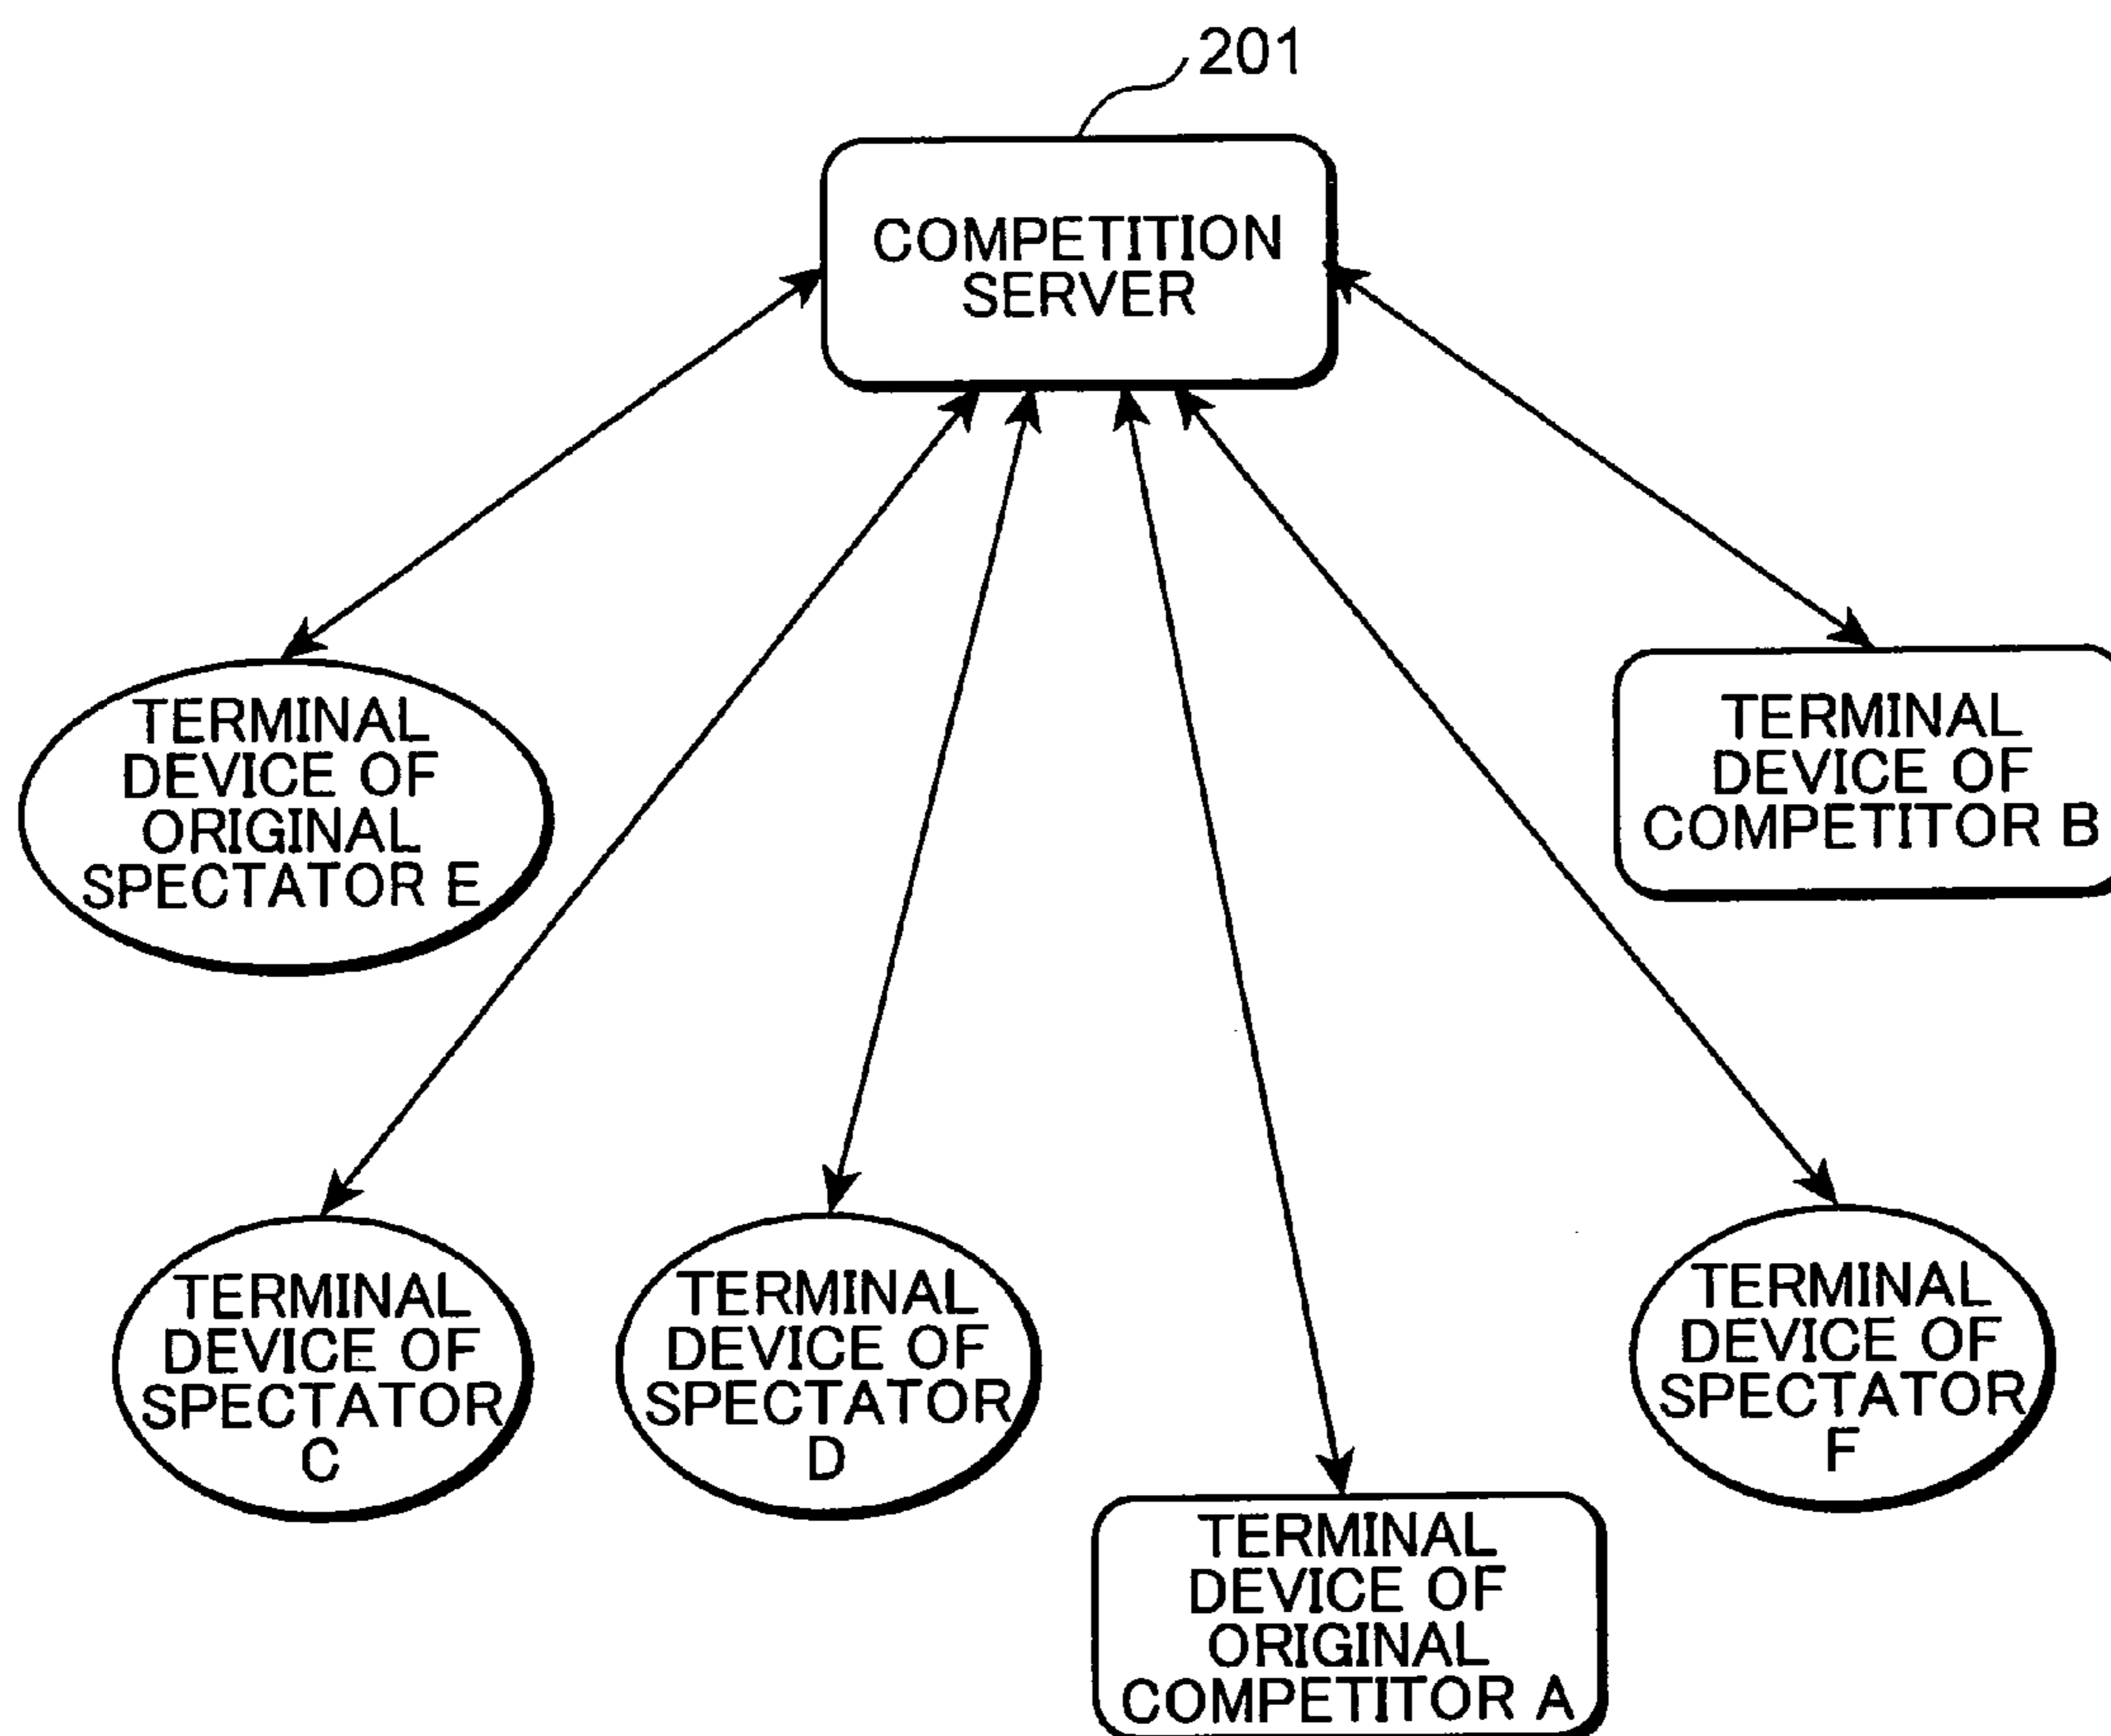 201
COMPETITION
SERVER
TERMINAL
DEVICE OF
ORIGINAL
SPECTATOR E
TERMINAL
DEVICE OF
COMPETITOR B
TERMINAL
DEVICE OF
SPECTATOR
C
TERMINAL
DEVICE OF
SPECTATOR
D
TERMINAL
DEVICE OF
SPECTATOR
F
TERMINAL
DEVICE OF
ORIGINAL
COMPETITOR A